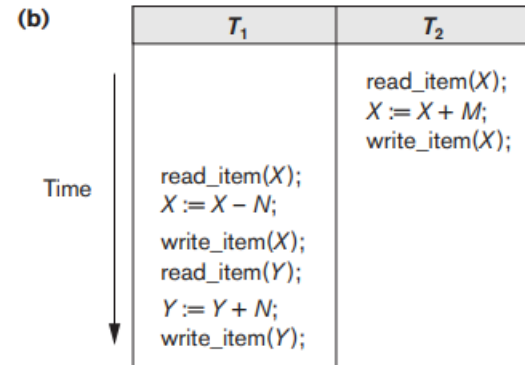 (b)
T1 T2
read_item(X);
X := X + M;
write_item(X);
Time
read_item(X);
X := X – N;
write_item(X);
read_item(Y);
Y := Y + N;
write_item(Y);